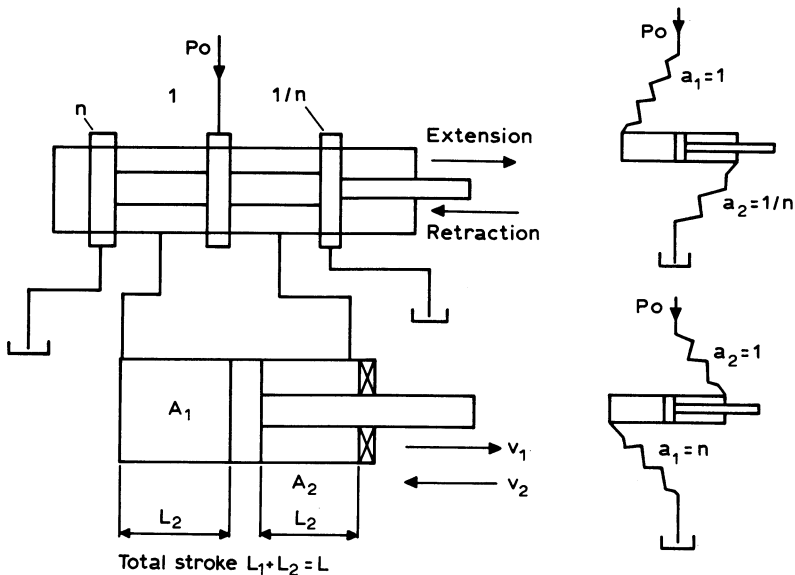 Po
n
1
1/n
Extension
Retraction
A₁
A₂
v₁
v₂
L₂
L₂
Total stroke L₁+L₂=L
Po
a₁=1
a₂=1/n
Po
a₂=1
a₁=n